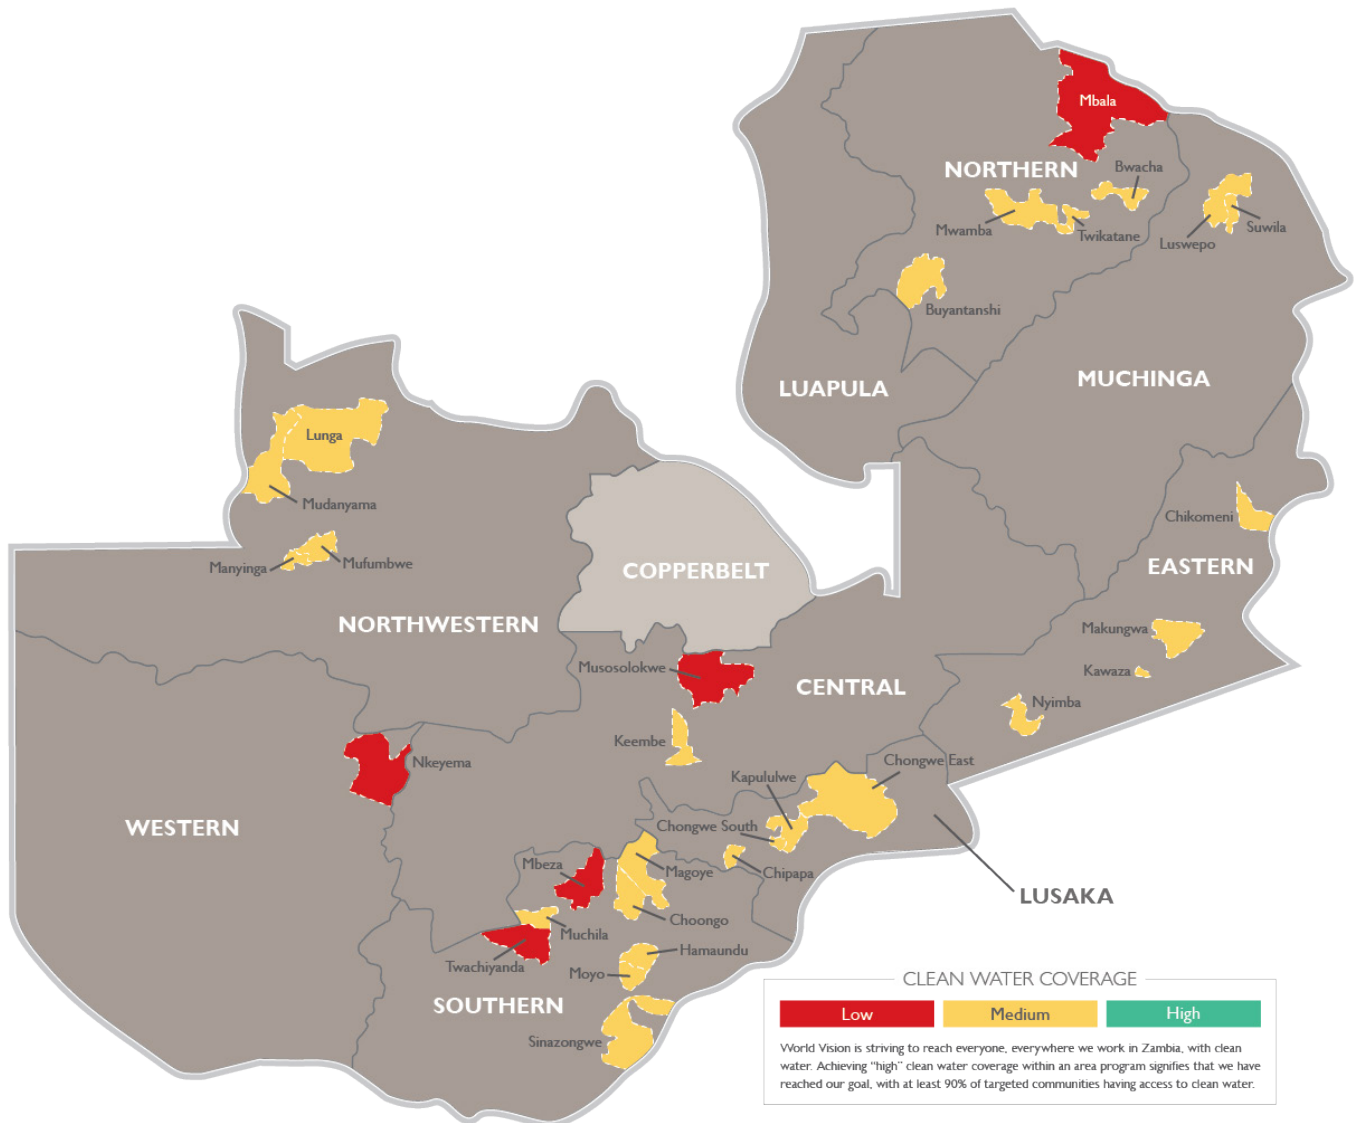 Mbala
NORTHERN
Bwacha
Mwamba
Twikatane
Luswepo
Suwila
Buyantanshi
LUAPULA
MUCHINGA
Lunga
Mudanyama
Manyinga
Mufumbwe
NORTHWESTERN
COPPERBELT
Chikomeni
EASTERN
Makungwa
Kawaza
Nyimba
Musosolokwe
CENTRAL
Keembe
Nkeyema
WESTERN
Kapululwe
Chongwe East
Chongwe South
Chipapa
LUSAKA
Mbeza
Magoye
Choongo
Muchila
Twachiyanda
Hamaundu
Moyo
SOUTHERN
Sinazongwe
CLEAN WATER COVERAGE
Low
Medium
High
World Vision is striving to reach everyone, everywhere we work in Zambia, with clean
water. Achieving “high” clean water coverage within an area program signifies that we have
reached our goal, with at least 90% of targeted communities having access to clean water.